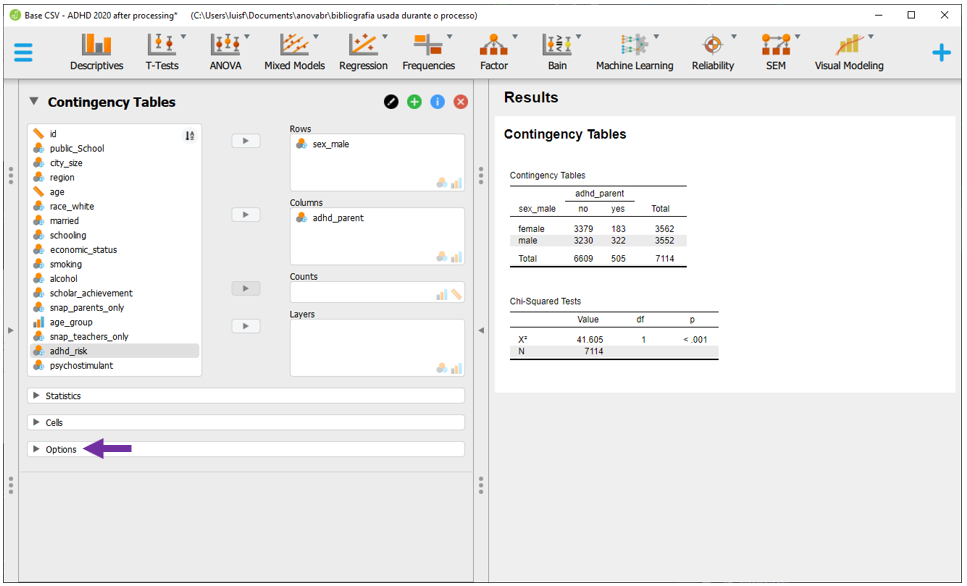 Base CSV - ADHD 2020 after processing* (C:\Users\luisf\Documents\anovabr\bibliografia usada durante o processo)
Descriptives T-Tests ANOVA Mixed Models Regression Frequencies Factor Bain Machine Learning Reliability SEM Visual Modeling
Contingency Tables
id
public_School
city_size
region
age
race_white
married
schooling
economic_status
smoking
alcohol
scholar_achievement
snap_parents_only
age_group
snap_teachers_only
adhd_risk
psychostimulant
Rows
sex_male
Columns
adhd_parent
Counts
Layers
Statistics
Cells
Options
Results
Contingency Tables
Contingency Tables
adhd_parent
sex_male no yes Total
female 3379 183 3562
male 3230 322 3552
Total 6609 505 7114
Chi-Squared Tests
Value df p
X² 41.605 1 < .001
N 7114